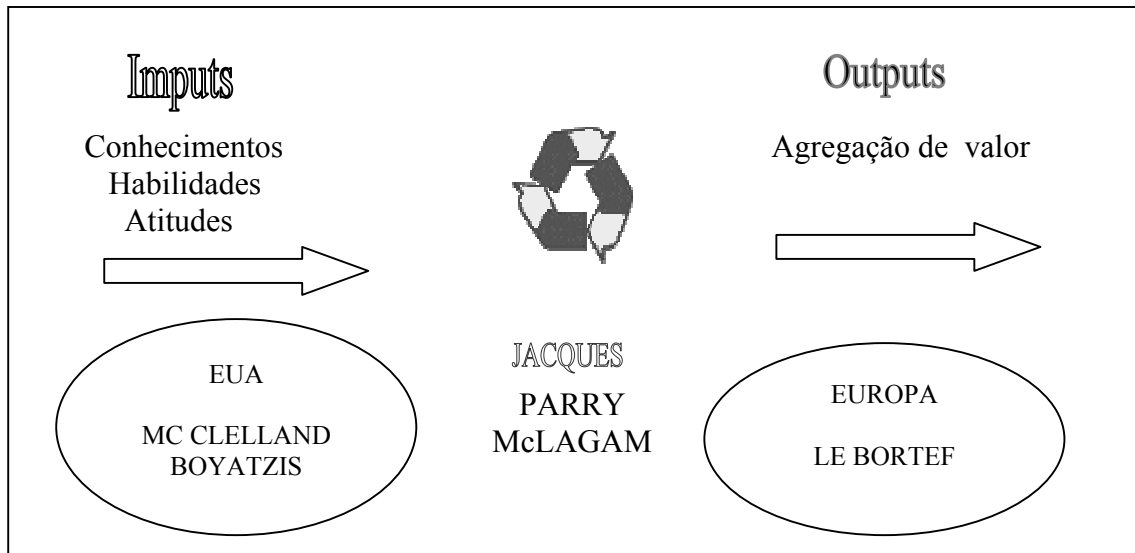 Imputs
Conhecimentos
Habilidades
Atitudes
Outputs
Agregação de valor
EUA
MC CLELLAND
BOYATZIS
JACQUES
PARRY
McLAGAM
EUROPA
LE BORTEF